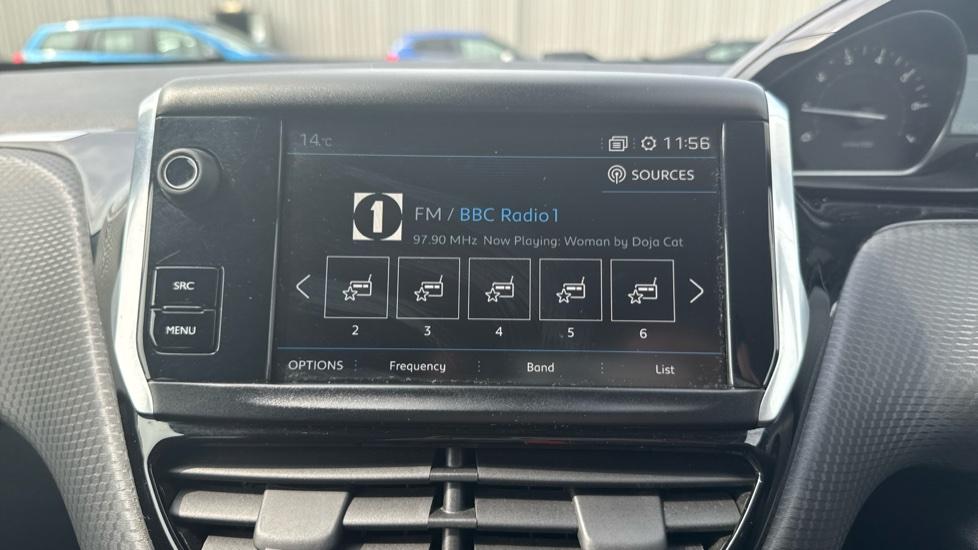 14°C
11:56
SOURCES
1
FM / BBC Radio 1
97.90 MHz Now Playing: Woman by Doja Cat
SRC
MENU
2 3 4 5 6
OPTIONS Frequency Band List